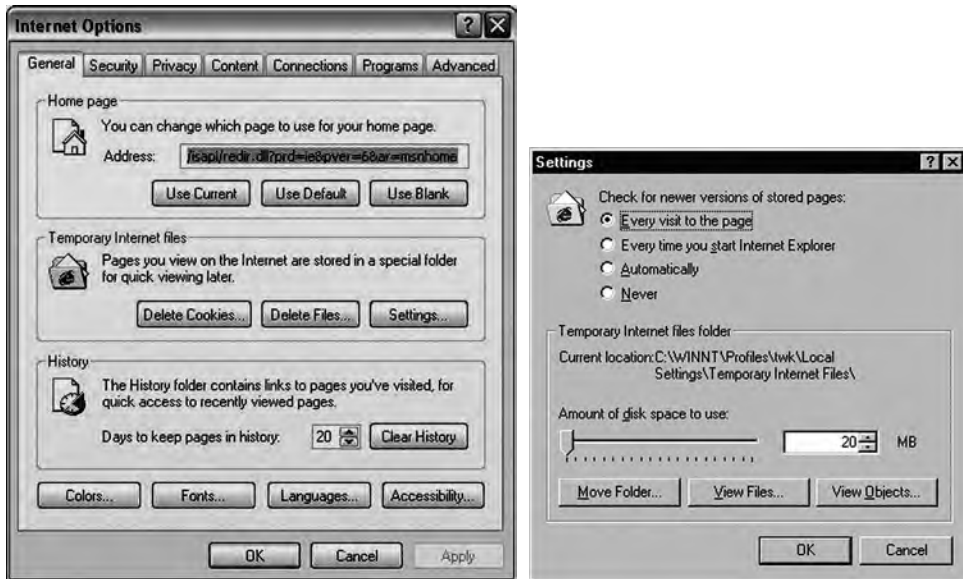 Internet Options
General Security Privacy Content Connections Programs Advanced
Home page
You can change which page to use for your home page.
Address: /isapi/redir.dll?prd=ie&pver=6&ar=msnhome
Use Current Use Default Use Blank
Temporary Internet files
Pages you view on the Internet are stored in a special folder
for quick viewing later.
Delete Cookies... Delete Files... Settings...
History
The History folder contains links to pages you've visited, for
quick access to recently viewed pages.
Days to keep pages in history: 20 Clear History
Colors... Fonts... Languages... Accessibility...
OK Cancel Apply
Settings
Check for newer versions of stored pages:
Every visit to the page
Every time you start Internet Explorer
Automatically
Never
Temporary Internet files folder
Current location:C:\WINNT\Profiles\twk\Local
Settings\Temporary Internet Files\
Amount of disk space to use:
20 MB
Move Folder... View Files... View Objects...
OK Cancel